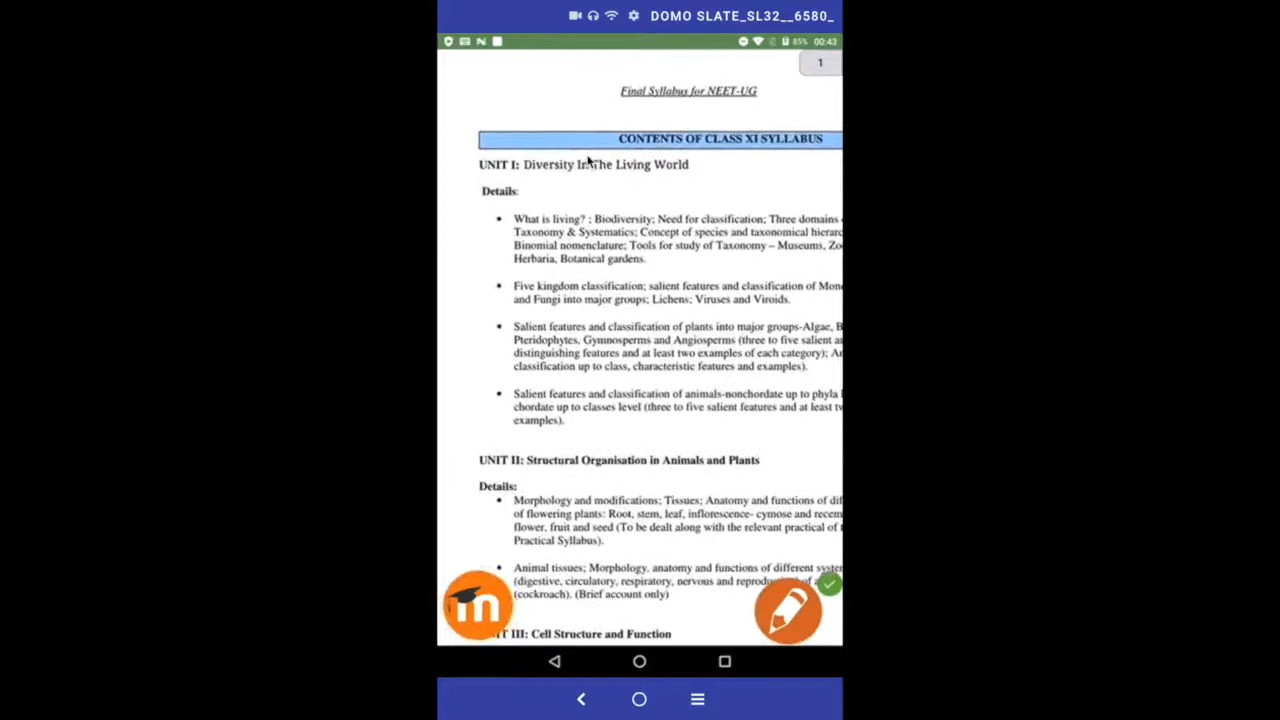 DOMO SLATE_SL32__6580_
85% 00:43
1
Final Syllabus for NEET-UG
CONTENTS OF CLASS XI SYLLABUS
UNIT I: Diversity In The Living World
Details:
• What is living? ; Biodiversity; Need for classification; Three domains
Taxonomy & Systematics; Concept of species and taxonomical hierarc
Binomial nomenclature; Tools for study of Taxonomy – Museums, Zo
Herbaria, Botanical gardens.
• Five kingdom classification; salient features and classification of Mon
and Fungi into major groups; Lichens; Viruses and Viroids.
• Salient features and classification of plants into major groups-Algae, B
Pteridophytes, Gymnosperms and Angiosperms (three to five salient a
distinguishing features and at least two examples of each category); A
classification up to class, characteristic features and examples).
• Salient features and classification of animals-nonchordate up to phyla
chordate up to classes level (three to five salient features and at least tw
examples).
UNIT II: Structural Organisation in Animals and Plants
Details:
• Morphology and modifications; Tissues; Anatomy and functions of dif
of flowering plants: Root, stem, leaf, inflorescence- cymose and recem
flower, fruit and seed (To be dealt along with the relevant practical of
Practical Syllabus).
• Animal tissues; Morphology, anatomy and functions of different syste
(digestive, circulatory, respiratory, nervous and reprodu of a
(cockroach). (Brief account only)
T III: Cell Structure and Function
m